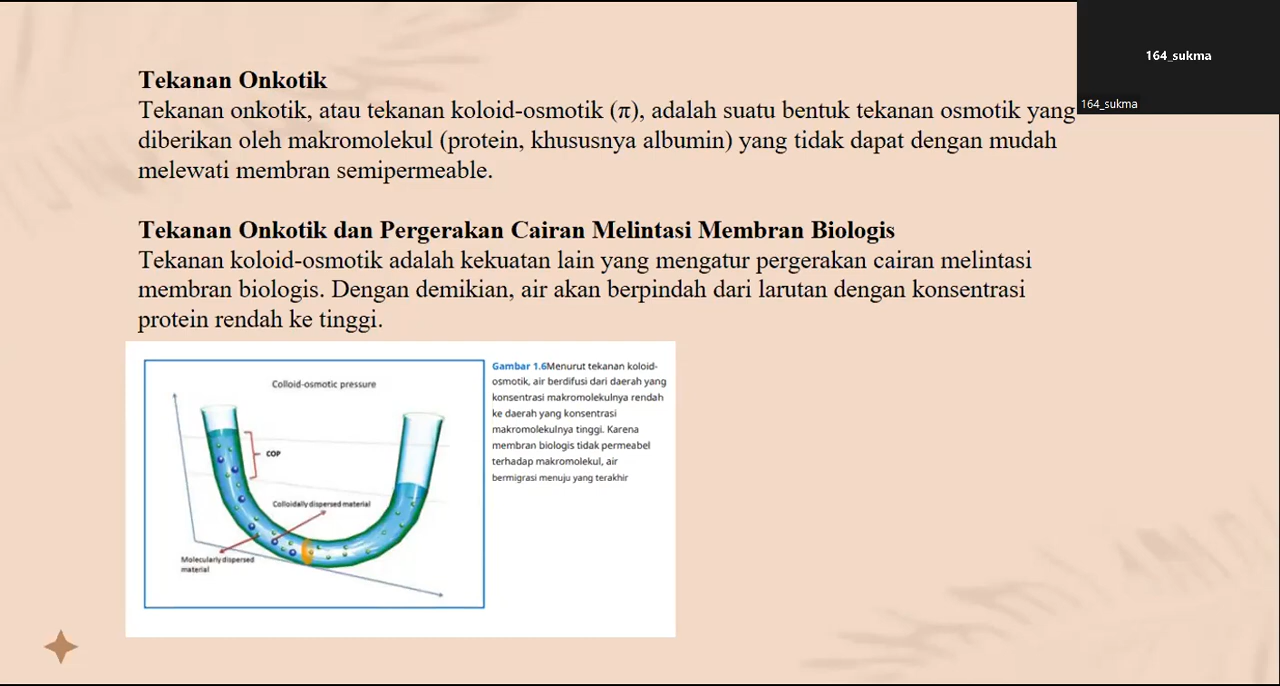 164_sukma
164_sukma
Tekanan Onkotik
Tekanan onkotik, atau tekanan koloid-osmotik (π), adalah suatu bentuk tekanan osmotik yang
diberikan oleh makromolekul (protein, khususnya albumin) yang tidak dapat dengan mudah
melewati membran semipermeable.
Tekanan Onkotik dan Pergerakan Cairan Melintasi Membran Biologis
Tekanan koloid-osmotik adalah kekuatan lain yang mengatur pergerakan cairan melintasi
membran biologis. Dengan demikian, air akan berpindah dari larutan dengan konsentrasi
protein rendah ke tinggi.
Colloid-osmotic pressure
COP
Colloidally dispersed material
Molecularly dispersed
material
Gambar 1.6Menurut tekanan koloid-
osmotik, air berdifusi dari daerah yang
konsentrasi makromolekulnya rendah
ke daerah yang konsentrasi
makromolekulnya tinggi. Karena
membran biologis tidak permeabel
terhadap makromolekul, air
bermigrasi menuju yang terakhir